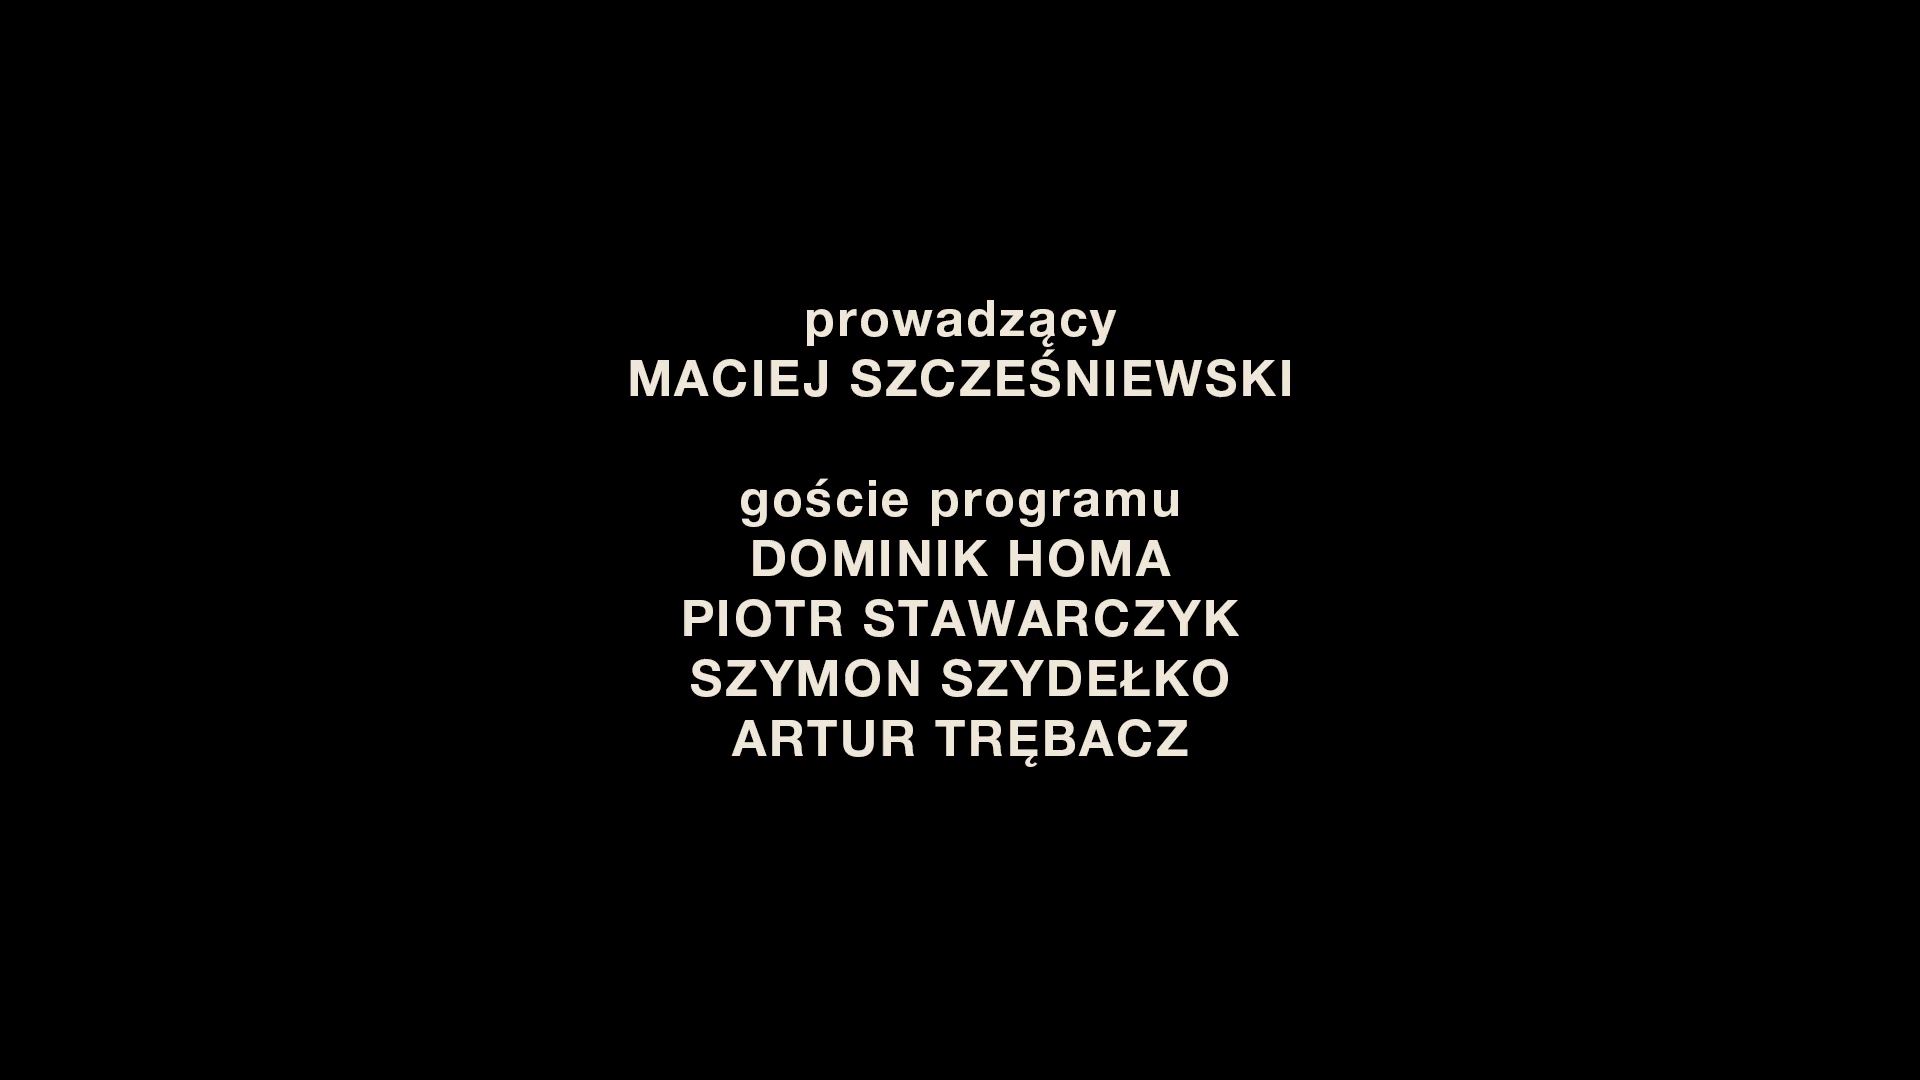 prowadzący
MACIEJ SZCZEŚNIEWSKI
goście programu
DOMINIK HOMA
PIOTR STAWARCZYK
SZYMON SZYDEŁKO
ARTUR TRĘBACZ